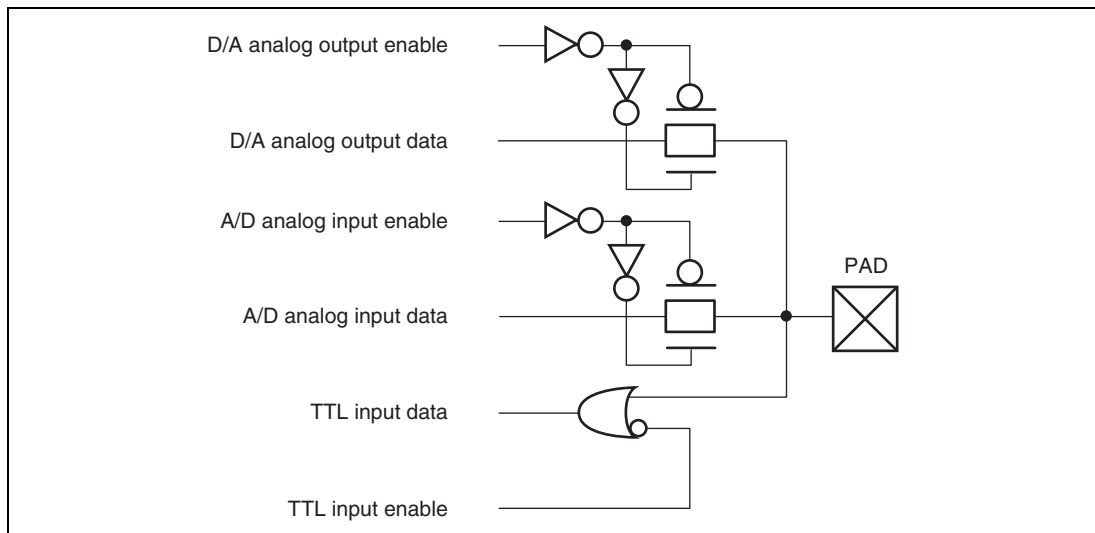 D/A analog output enable
D/A analog output data
A/D analog input enable
PAD
A/D analog input data
TTL input data
TTL input enable